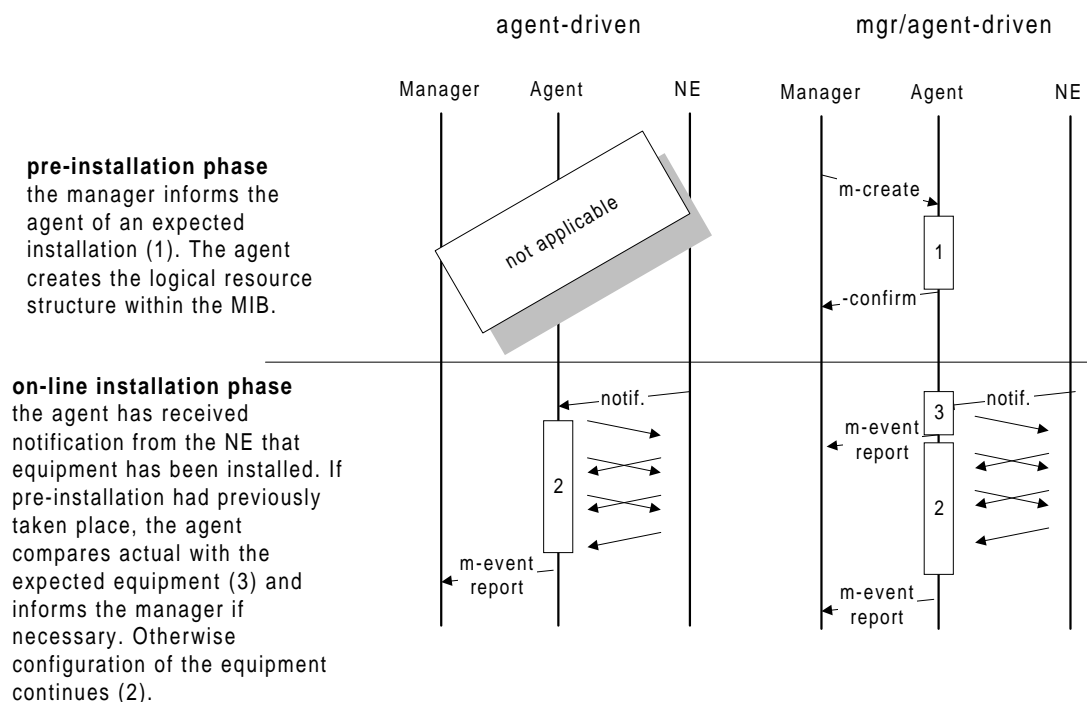 agent-driven
mgr/agent-driven
Manager
Agent
NE
Manager
Agent
NE
pre-installation phase
the manager informs the
agent of an expected
installation (1). The agent
creates the logical resource
structure within the MIB.
not applicable
m-create
1
-confirm
on-line installation phase
the agent has received
notification from the NE that
equipment has been installed. If
pre-installation had previously
taken place, the agent
compares actual with the
expected equipment (3) and
informs the manager if
necessary. Otherwise
configuration of the equipment
continues (2).
notif.
2
m-event
report
notif.
3
m-event
report
2
m-event
report